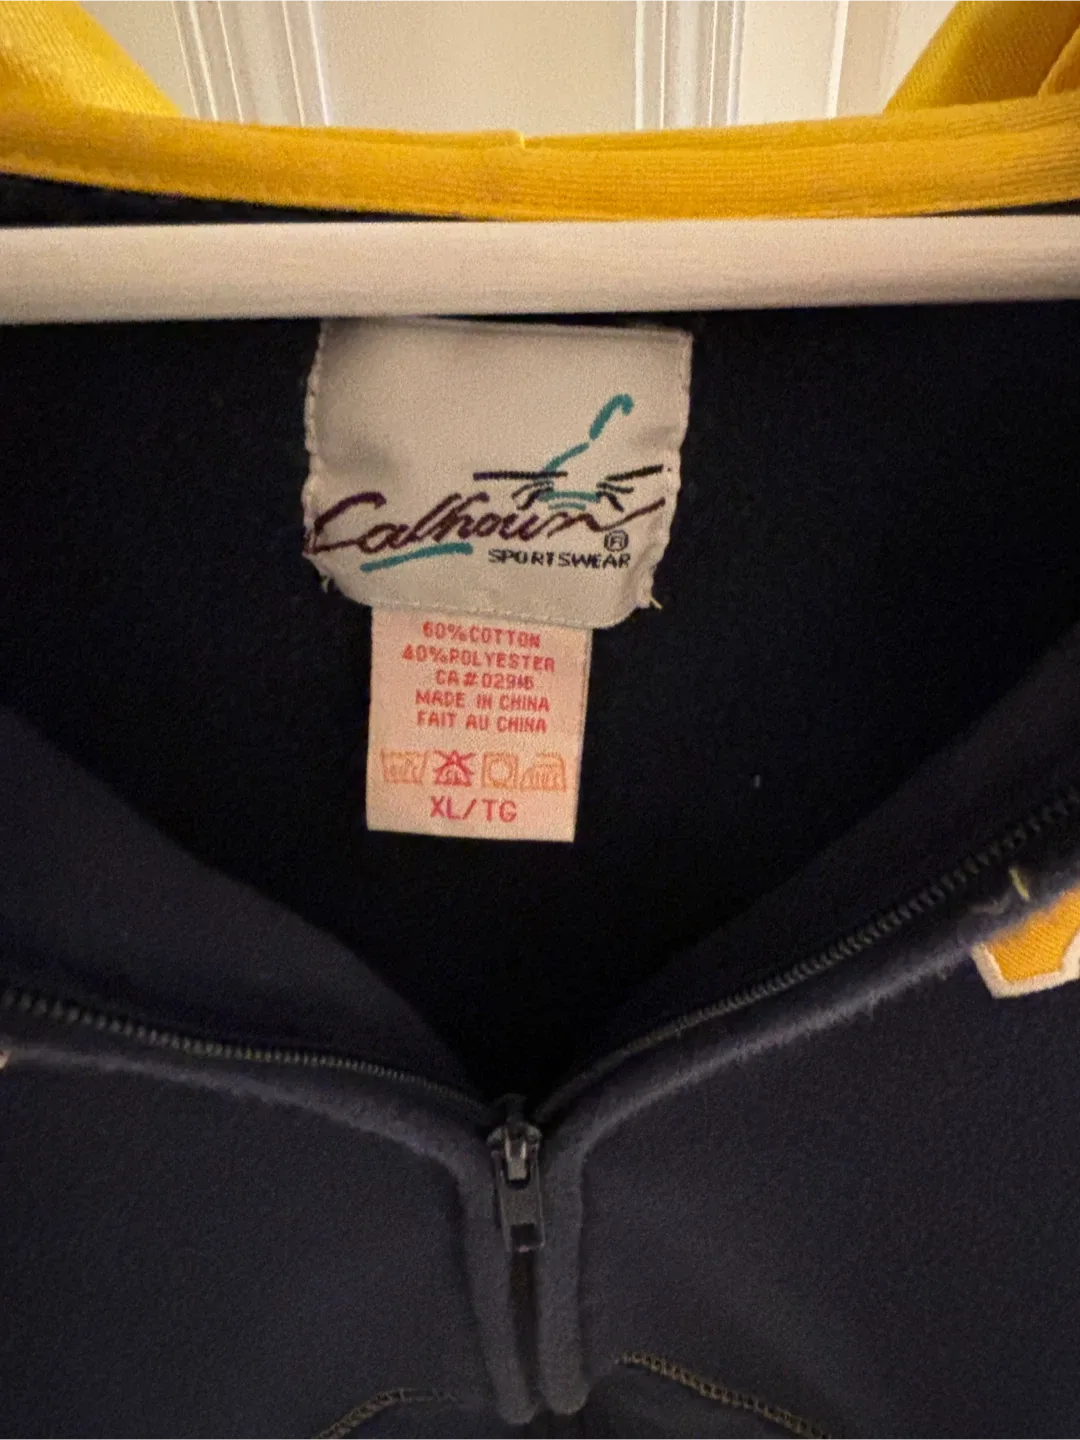 Calhoun
SPORTSWEAR
60%COTTON
40%POLYESTER
CA#02916
MADE IN CHINA
FAIT AU CHINA
XL/TG